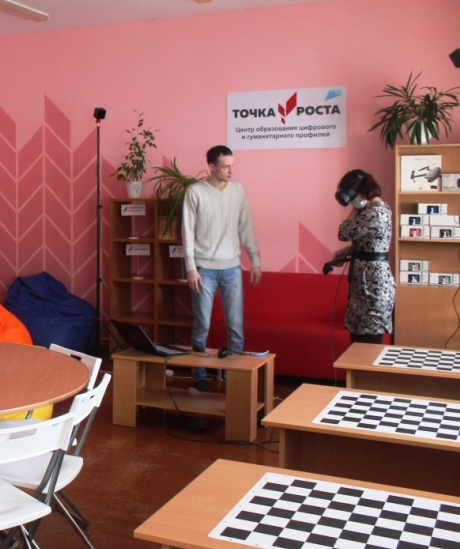 ТОЧКА РОСТА
Центр образования цифрового
и гуманитарного профилей